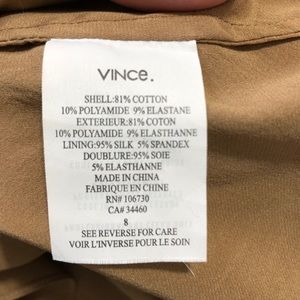 VINCE.
SHELL:81% COTTON
10% POLYAMIDE 9% ELASTANE
EXTERIEUR:81% COTON
10% POLYAMIDE 9% ELASTHANNE
LINING:95% SILK 5% SPANDEX
DOUBLURE:95% SOIE
5% ELASTHANNE
MADE IN CHINA
FABRIQUE EN CHINE
RN# 106730
CA# 34460
8
SEE REVERSE FOR CARE
VOIR L'INVERSE POUR LE SOIN